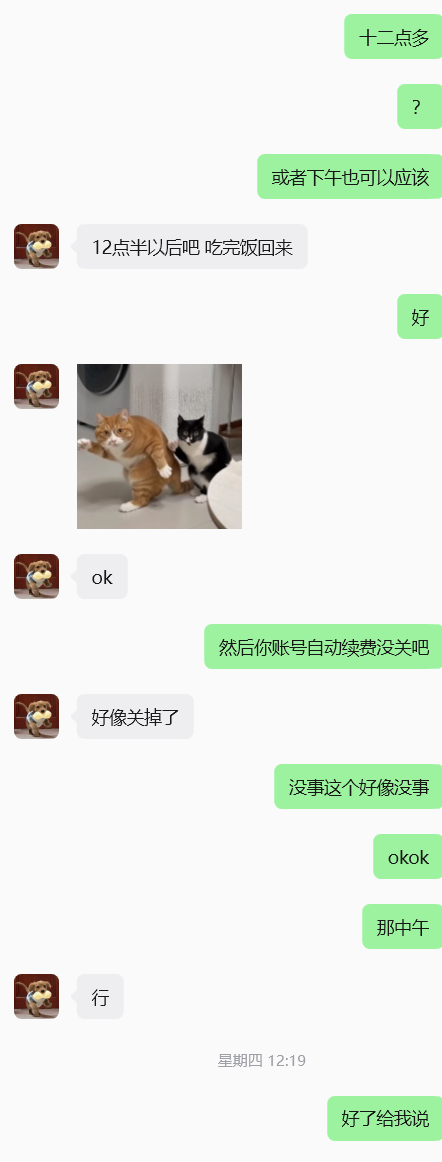 十二点多
？
或者下午也可以应该
12点半以后吧 吃完饭回来
好
ok
然后你账号自动续费没关吧
好像关掉了
没事这个好像没事
okok
那中午
行
星期四 12:19
好了给我说